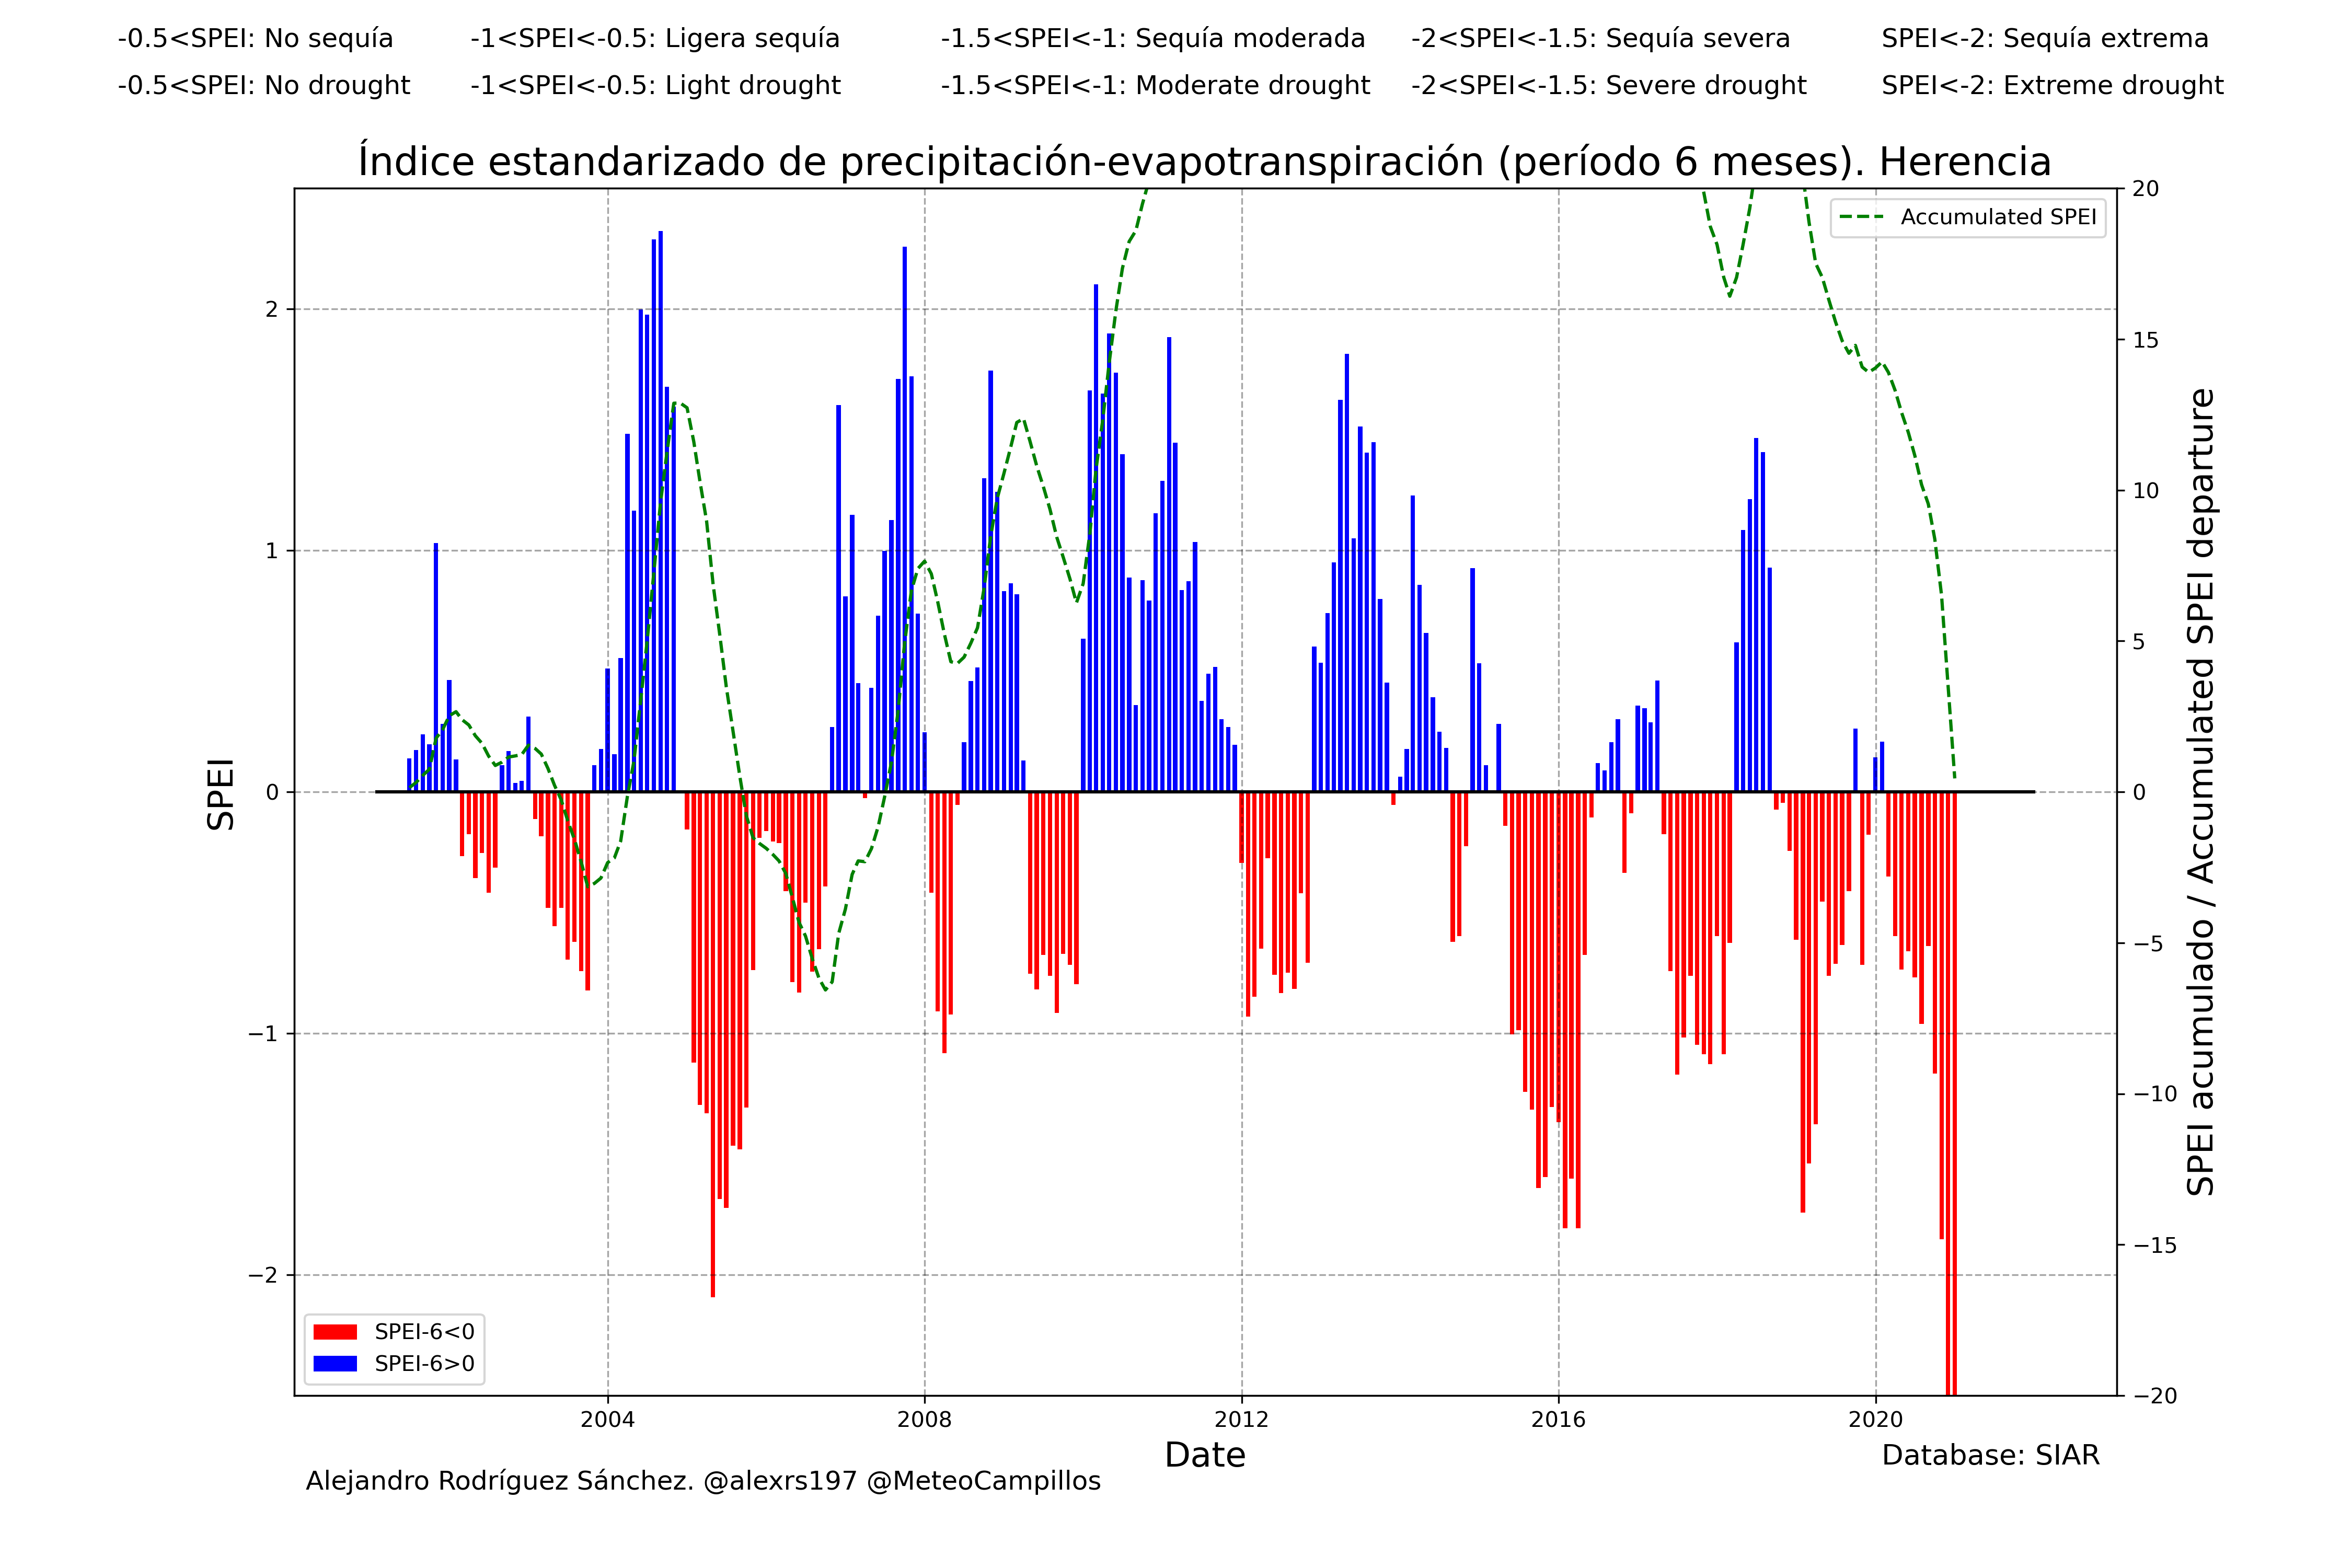 -0.5<SPEI: No sequía -1<SPEI<-0.5: Ligera sequía -1.5<SPEI<-1: Sequía moderada -2<SPEI<-1.5: Sequía severa SPEI<-2: Sequía extrema
-0.5<SPEI: No drought -1<SPEI<-0.5: Light drought -1.5<SPEI<-1: Moderate drought -2<SPEI<-1.5: Severe drought SPEI<-2: Extreme drought
Índice estandarizado de precipitación-evapotranspiración (período 6 meses). Herencia
SPEI
2
1
0
−1
−2
Accumulated SPEI
20
15
10
5
0
−5
−10
−15
−20
SPEI acumulado / Accumulated SPEI departure
SPEI-6<0
SPEI-6>0
2004 2008 2012 2016 2020
Date
Database: SIAR
Alejandro Rodríguez Sánchez. @alexrs197 @MeteoCampillos